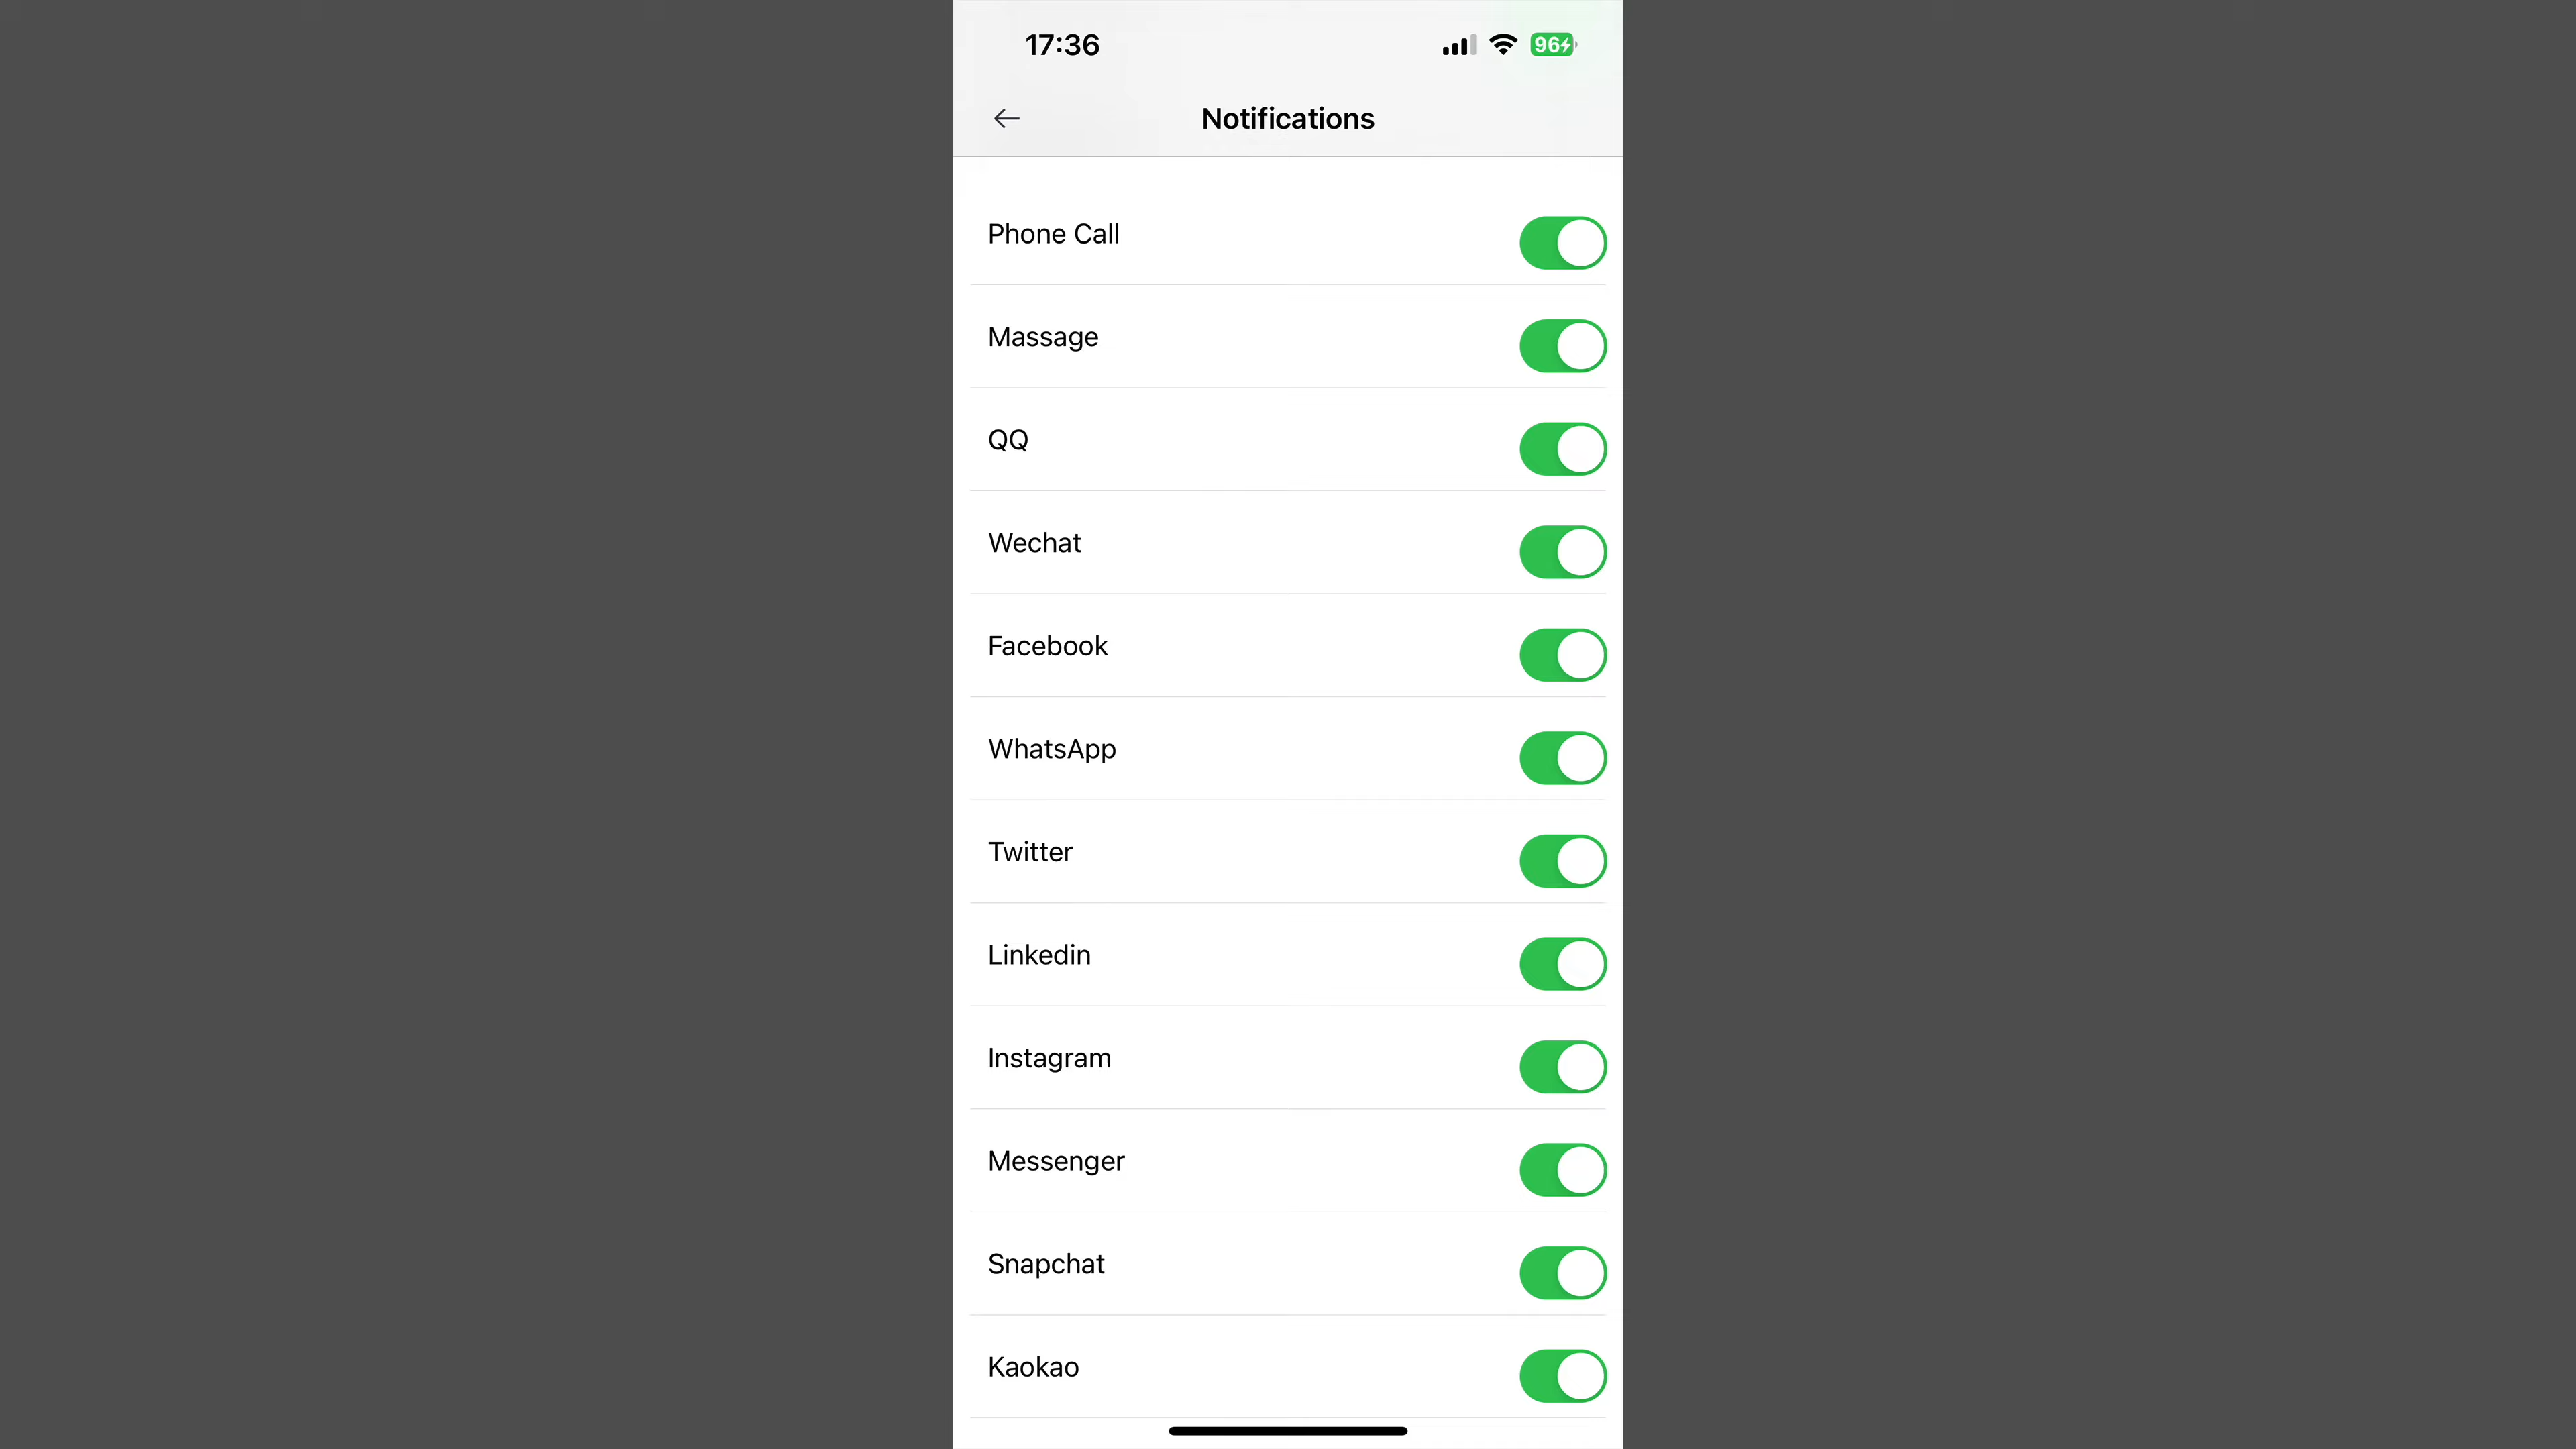 17:36
96
Notifications
Phone Call
Massage
QQ
Wechat
Facebook
WhatsApp
Twitter
Linkedin
Instagram
Messenger
Snapchat
Kaokao